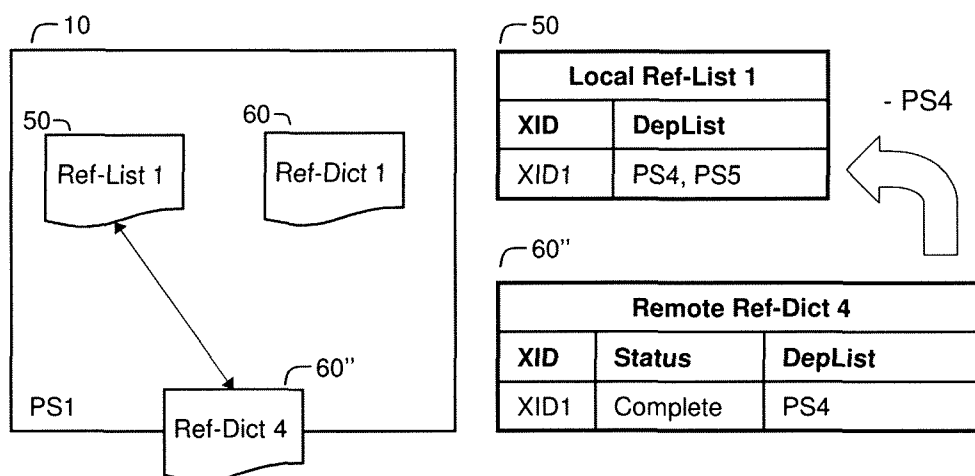 10
50
60
Ref-List 1
Ref-Dict 1
60’’
PS1
Ref-Dict 4
50
Local Ref-List 1
XID DepList
XID1 PS4, PS5
- PS4
60’’
Remote Ref-Dict 4
XID Status DepList
XID1 Complete PS4